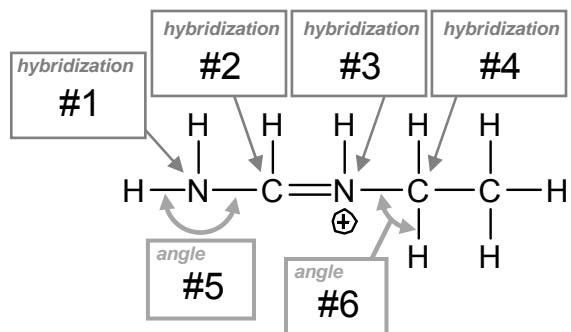 hybridization
#1
hybridization
#2
hybridization
#3
hybridization
#4
H H H H H
H N C N C C H
⊕
H H
angle
#5
angle
#6